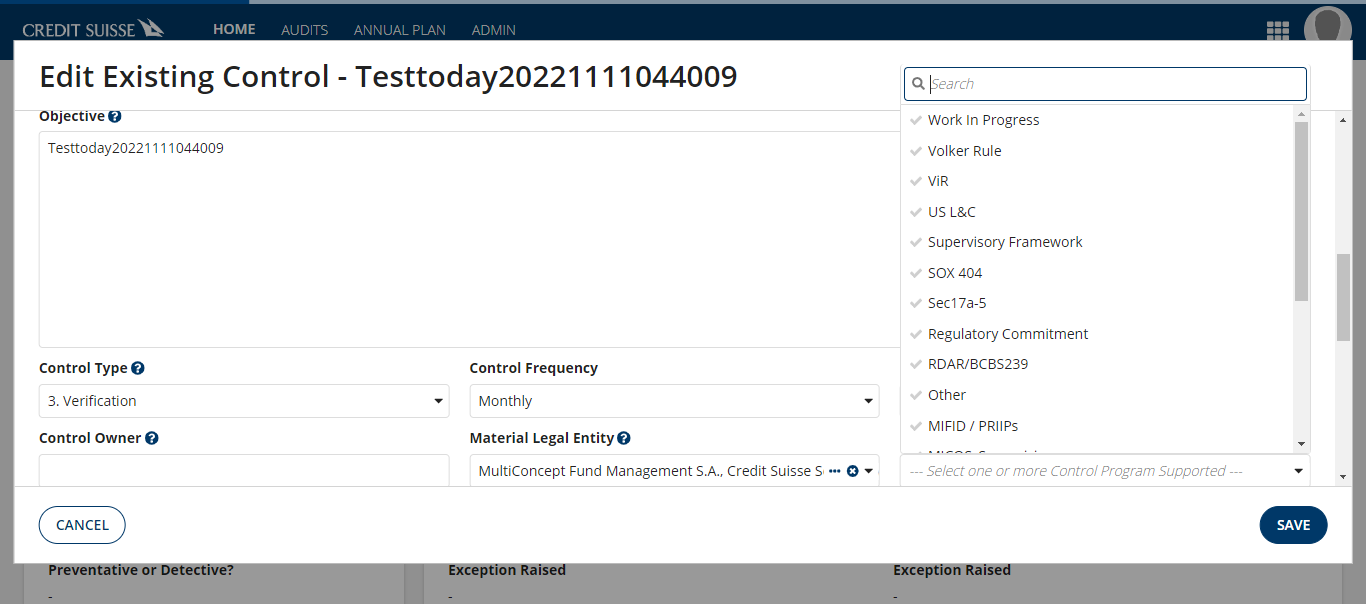 CREDIT SUISSE
HOME AUDITS ANNUAL PLAN ADMIN
Edit Existing Control - Testtoday20221111044009
Search
Objective ?
Testtoday20221111044009
Work In Progress
Volker Rule
ViR
US L&C
Supervisory Framework
SOX 404
Sec17a-5
Regulatory Commitment
RDAR/BCBS239
Other
MIFID / PRIIPs
Control Type ?
3. Verification
Control Frequency
Monthly
Control Owner ?
Material Legal Entity ?
MultiConcept Fund Management S.A., Credit Suisse S
--- Select one or more Control Program Supported ---
CANCEL
SAVE
Preventative or Detective?
-
Exception Raised
-
Exception Raised
-